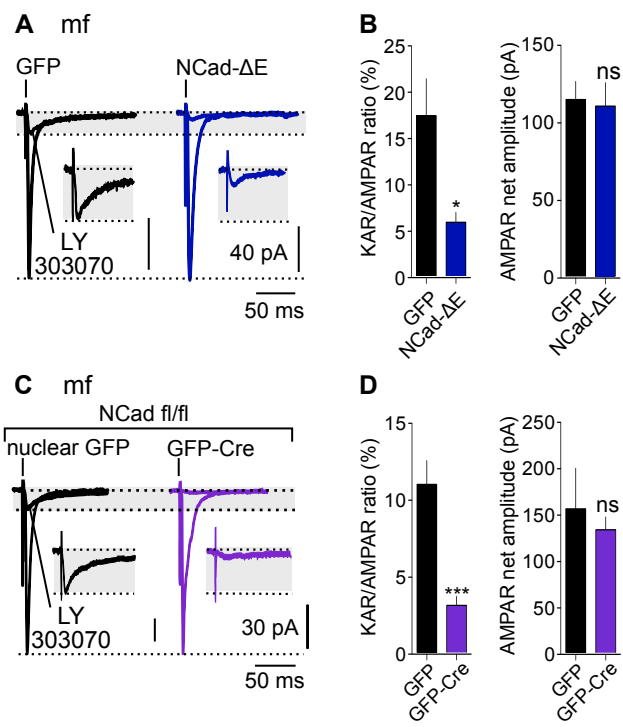 A mf
GFP
NCad-ΔE
LY
303070
40 pA
50 ms
B
KAR/AMPAR ratio (%)
25
20
15
10
5
0
*
GFP
NCad-ΔE
AMPAR net amplitude (pA)
150
100
50
0
ns
GFP
NCad-ΔE
C mf
NCad fl/fl
nuclear GFP
GFP-Cre
LY
303070
30 pA
50 ms
D
KAR/AMPAR ratio (%)
15
10
5
0
***
GFP
GFP-Cre
AMPAR net amplitude (pA)
250
200
150
100
50
0
ns
GFP
GFP-Cre